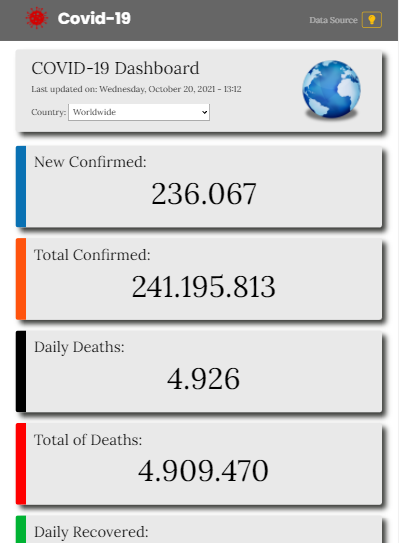 Covid-19
Data Source
COVID-19 Dashboard
Last updated on: Wednesday, October 20, 2021 - 13:12
Country: Worldwide
New Confirmed:
236.067
Total Confirmed:
241.195.813
Daily Deaths:
4.926
Total of Deaths:
4.909.470
Daily Recovered: